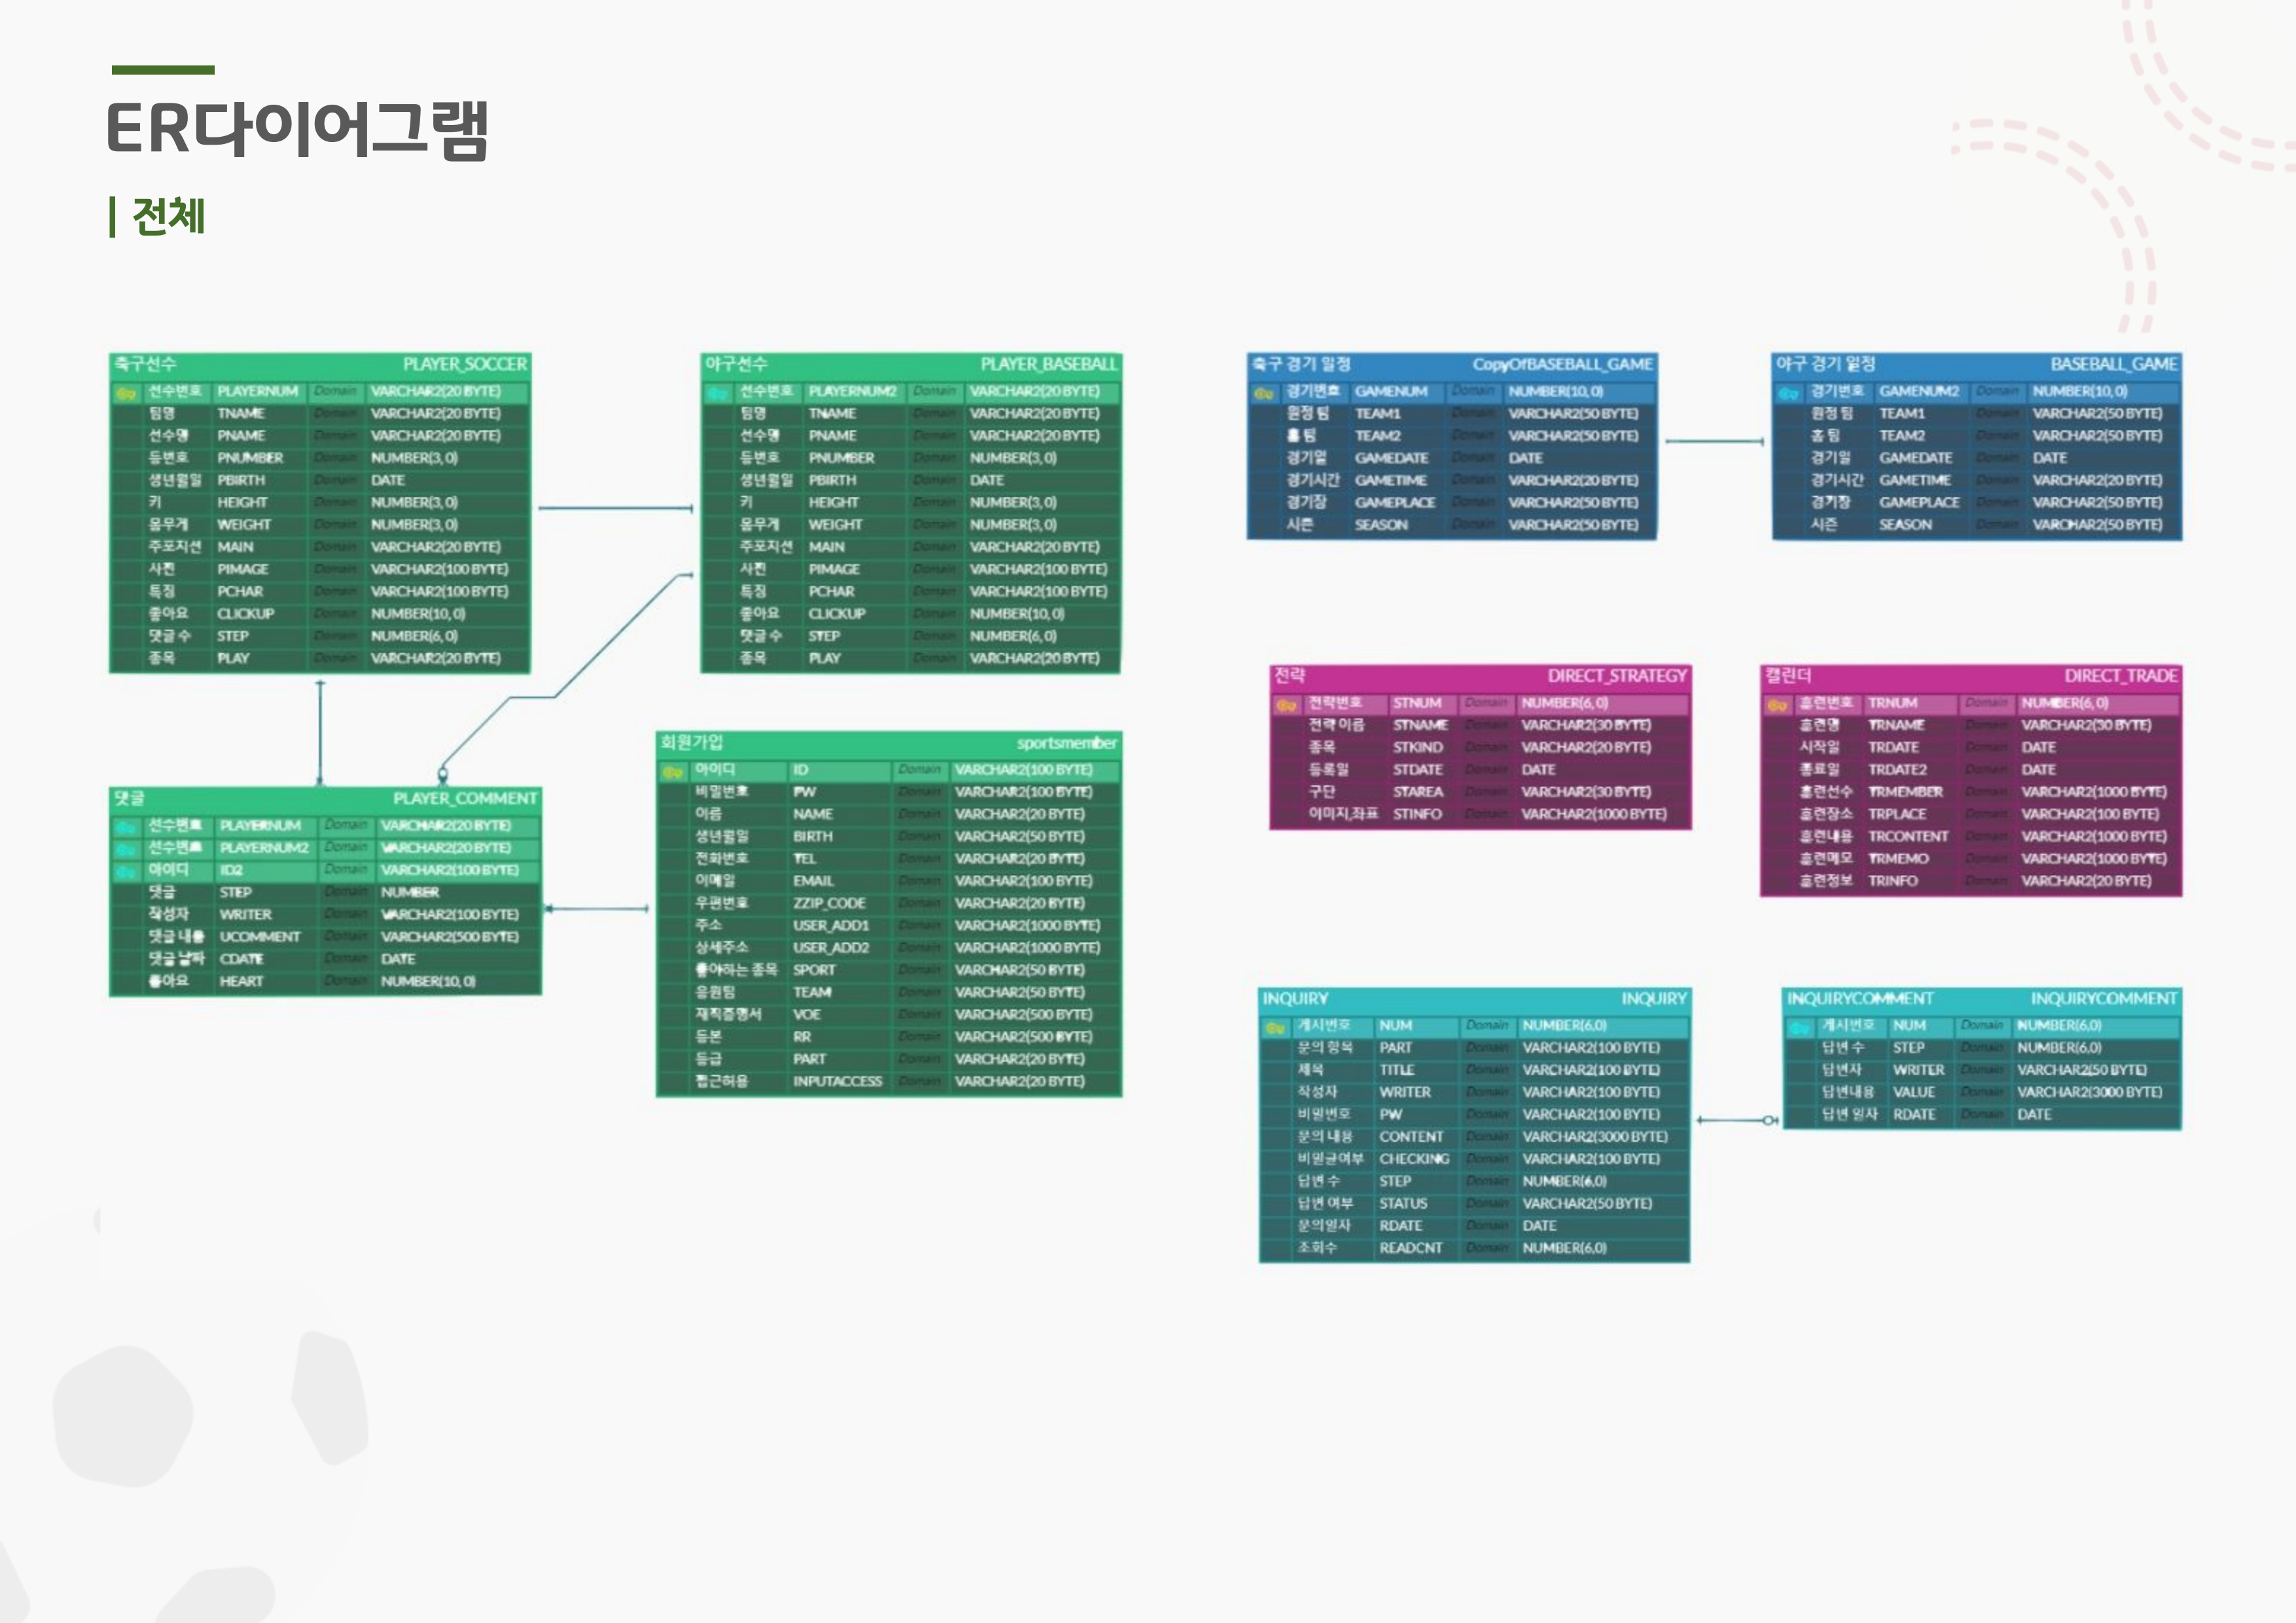 ER다이어그램
| 전체
축구선수 PLAYER_SOCCER
선수번호 PLAYERNUM Domain VARCHAR2(20 BYTE)
팀명 TNAME Domain VARCHAR2(20 BYTE)
선수명 PNAME Domain VARCHAR2(20 BYTE)
등번호 PNUMBER Domain NUMBER(3, 0)
생년월일 PBIRTH Domain DATE
키 HEIGHT Domain NUMBER(3, 0)
몸무게 WEIGHT Domain NUMBER(3, 0)
주포지션 MAIN Domain VARCHAR2(20 BYTE)
사진 PIMAGE Domain VARCHAR2(100 BYTE)
특징 PCHAR Domain VARCHAR2(100 BYTE)
좋아요 CLICKUP Domain NUMBER(10, 0)
댓글 수 STEP Domain NUMBER(6, 0)
종목 PLAY Domain VARCHAR2(20 BYTE)
야구선수 PLAYER_BASEBALL
선수번호 PLAYERNUM2 Domain VARCHAR2(20 BYTE)
팀명 TNAME Domain VARCHAR2(20 BYTE)
선수명 PNAME Domain VARCHAR2(20 BYTE)
등번호 PNUMBER Domain NUMBER(3, 0)
생년월일 PBIRTH Domain DATE
키 HEIGHT Domain NUMBER(3, 0)
몸무게 WEIGHT Domain NUMBER(3, 0)
주포지션 MAIN Domain VARCHAR2(20 BYTE)
사진 PIMAGE Domain VARCHAR2(100 BYTE)
특징 PCHAR Domain VARCHAR2(100 BYTE)
좋아요 CLICKUP Domain NUMBER(10, 0)
댓글 수 STEP Domain NUMBER(6, 0)
종목 PLAY Domain VARCHAR2(20 BYTE)
댓글 PLAYER_COMMENT
선수번호 PLAYERNUM Domain VARCHAR2(20 BYTE)
선수번호 PLAYERNUM2 Domain VARCHAR2(20 BYTE)
아이디 ID2 Domain VARCHAR2(100 BYTE)
댓글 STEP Domain NUMBER
작성자 WRITER Domain VARCHAR2(100 BYTE)
댓글 내용 UCOMMENT Domain VARCHAR2(500 BYTE)
댓글 날짜 CDATE Domain DATE
좋아요 HEART Domain NUMBER(10, 0)
회원가입 sportsmember
아이디 ID Domain VARCHAR2(100 BYTE)
비밀번호 PW Domain VARCHAR2(100 BYTE)
이름 NAME Domain VARCHAR2(20 BYTE)
생년월일 BIRTH Domain VARCHAR2(50 BYTE)
전화번호 TEL Domain VARCHAR2(20 BYTE)
이메일 EMAIL Domain VARCHAR2(100 BYTE)
우편번호 ZZIP_CODE Domain VARCHAR2(20 BYTE)
주소 USER_ADD1 Domain VARCHAR2(1000 BYTE)
상세주소 USER_ADD2 Domain VARCHAR2(1000 BYTE)
좋아하는 종목 SPORT Domain VARCHAR2(50 BYTE)
응원팀 TEAM Domain VARCHAR2(50 BYTE)
재직증명서 VOE Domain VARCHAR2(500 BYTE)
등본 RR Domain VARCHAR2(500 BYTE)
등급 PART Domain VARCHAR2(20 BYTE)
접근허용 INPUTACCESS Domain VARCHAR2(20 BYTE)
축구 경기 일정 CopyOfBASEBALL_GAME
경기번호 GAMENUM Domain NUMBER(10, 0)
원정 팀 TEAM1 Domain VARCHAR2(50 BYTE)
홈 팀 TEAM2 Domain VARCHAR2(50 BYTE)
경기일 GAMEDATE Domain DATE
경기시간 GAMETIME Domain VARCHAR2(20 BYTE)
경기장 GAMEPLACE Domain VARCHAR2(50 BYTE)
시즌 SEASON Domain VARCHAR2(50 BYTE)
야구 경기 일정 BASEBALL_GAME
경기번호 GAMENUM2 Domain NUMBER(10, 0)
원정 팀 TEAM1 Domain VARCHAR2(50 BYTE)
홈 팀 TEAM2 Domain VARCHAR2(50 BYTE)
경기일 GAMEDATE Domain DATE
경기시간 GAMETIME Domain VARCHAR2(20 BYTE)
경기장 GAMEPLACE Domain VARCHAR2(50 BYTE)
시즌 SEASON Domain VARCHAR2(50 BYTE)
전략 DIRECT_STRATEGY
전략번호 STNUM Domain NUMBER(6, 0)
전략 이름 STNAME Domain VARCHAR2(30 BYTE)
종목 STKIND Domain VARCHAR2(20 BYTE)
등록일 STDATE Domain DATE
구단 STAREA Domain VARCHAR2(30 BYTE)
이미지,좌표 STINFO Domain VARCHAR2(1000 BYTE)
캘린더 DIRECT_TRADE
훈련번호 TRNUM Domain NUMBER(6, 0)
훈련명 TRNAME Domain VARCHAR2(30 BYTE)
시작일 TRDATE Domain DATE
종료일 TRDATE2 Domain DATE
훈련선수 TRMEMBER Domain VARCHAR2(1000 BYTE)
훈련장소 TRPLACE Domain VARCHAR2(100 BYTE)
훈련내용 TRCONTENT Domain VARCHAR2(1000 BYTE)
훈련메모 TRMEMO Domain VARCHAR2(1000 BYTE)
훈련정보 TRINFO Domain VARCHAR2(20 BYTE)
INQUIRY INQUIRY
게시번호 NUM Domain NUMBER(6,0)
문의 항목 PART Domain VARCHAR2(100 BYTE)
제목 TITLE Domain VARCHAR2(100 BYTE)
작성자 WRITER Domain VARCHAR2(100 BYTE)
비밀번호 PW Domain VARCHAR2(100 BYTE)
문의 내용 CONTENT Domain VARCHAR2(3000 BYTE)
비밀글여부 CHECKING Domain VARCHAR2(100 BYTE)
답변 수 STEP Domain NUMBER(6,0)
답변 여부 STATUS Domain VARCHAR2(50 BYTE)
문의일자 RDATE Domain DATE
조회수 READCNT Domain NUMBER(6,0)
INQUIRYCOMMENT INQUIRYCOMMENT
게시번호 NUM Domain NUMBER(6,0)
답변 수 STEP Domain NUMBER(6,0)
답변자 WRITER Domain VARCHAR2(50 BYTE)
답변내용 VALUE Domain VARCHAR2(3000 BYTE)
답변 일자 RDATE Domain DATE